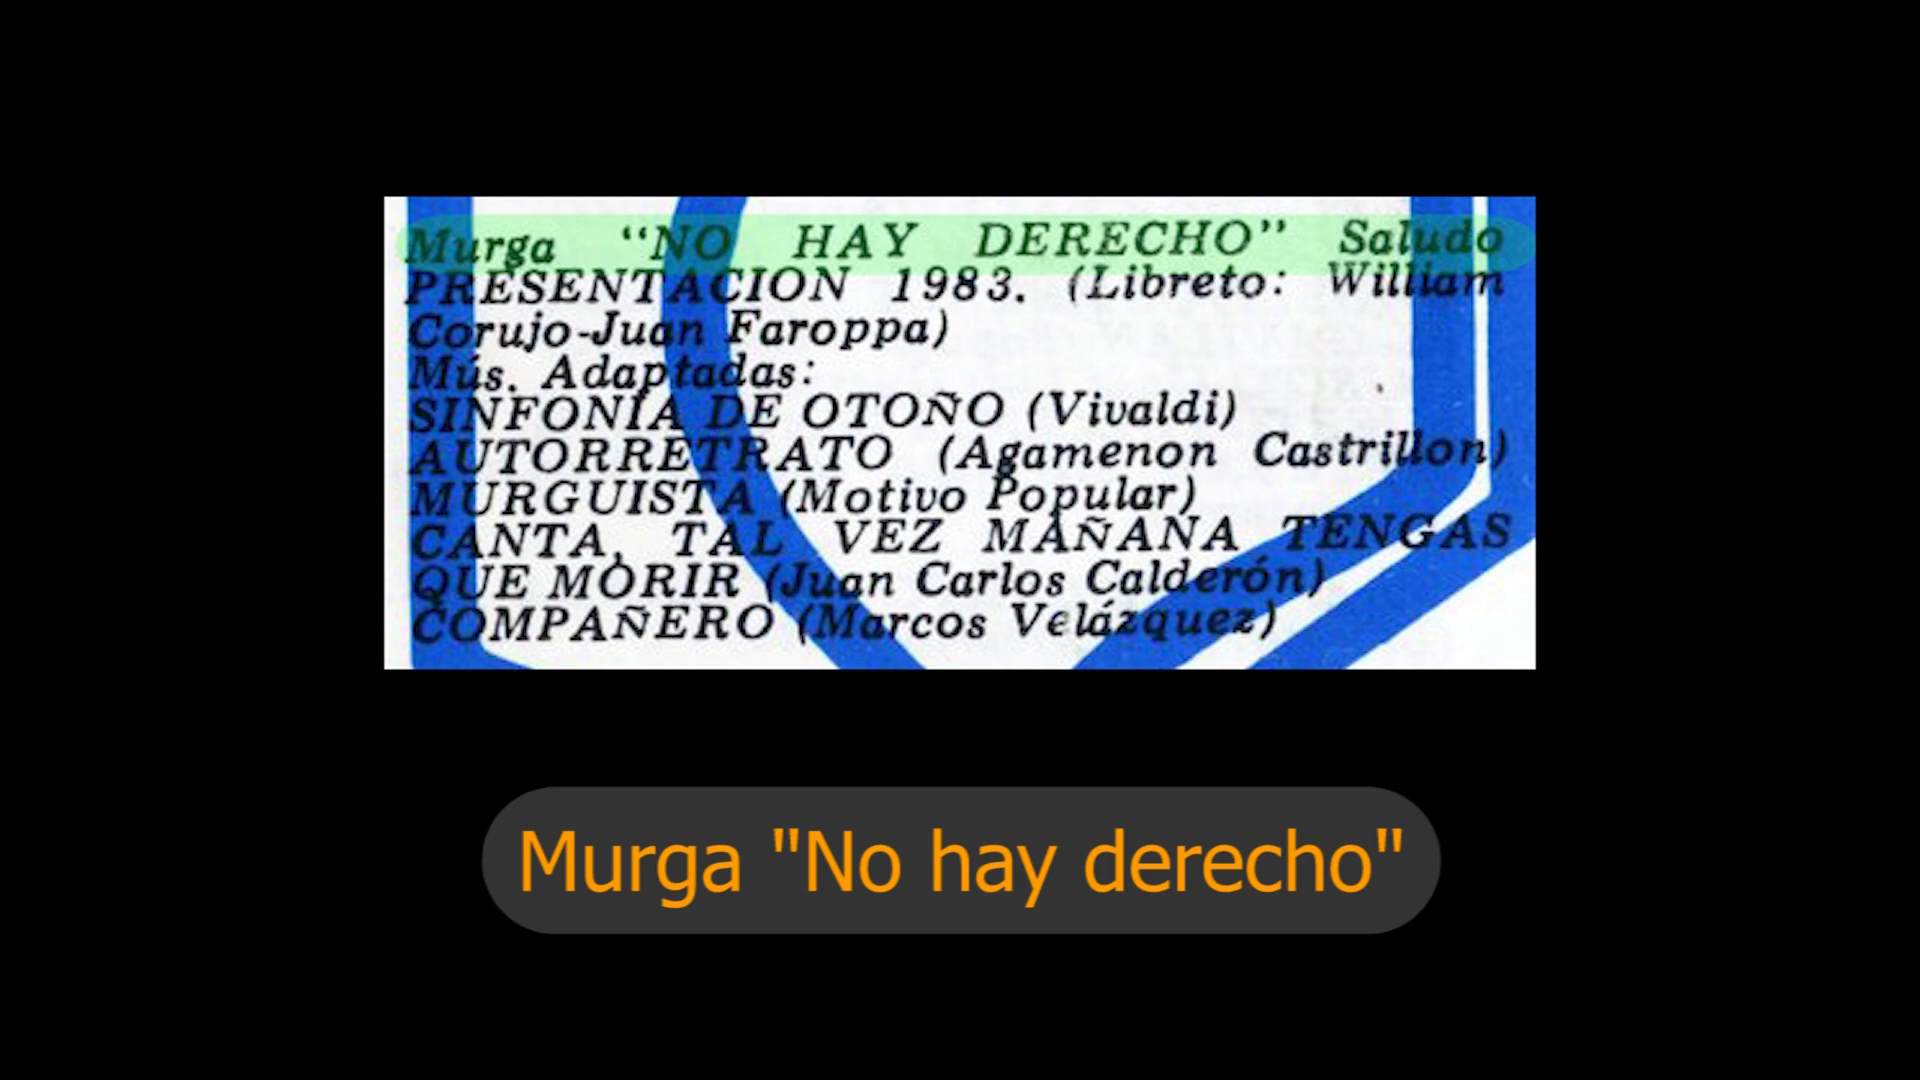 Murga “NO HAY DERECHO” Saludo
PRESENTACION 1983. (Libreto: William
Corujo-Juan Faroppa)
Mús. Adaptadas:
SINFONÍA DE OTOÑO (Vivaldi)
AUTORRETRATO (Agamenon Castrillon)
MURGUISTA (Motivo Popular)
CANTA, TAL VEZ MAÑANA TENGAS
QUE MORIR (Juan Carlos Calderón)
COMPAÑERO (Marcos Velázquez)
Murga "No hay derecho"